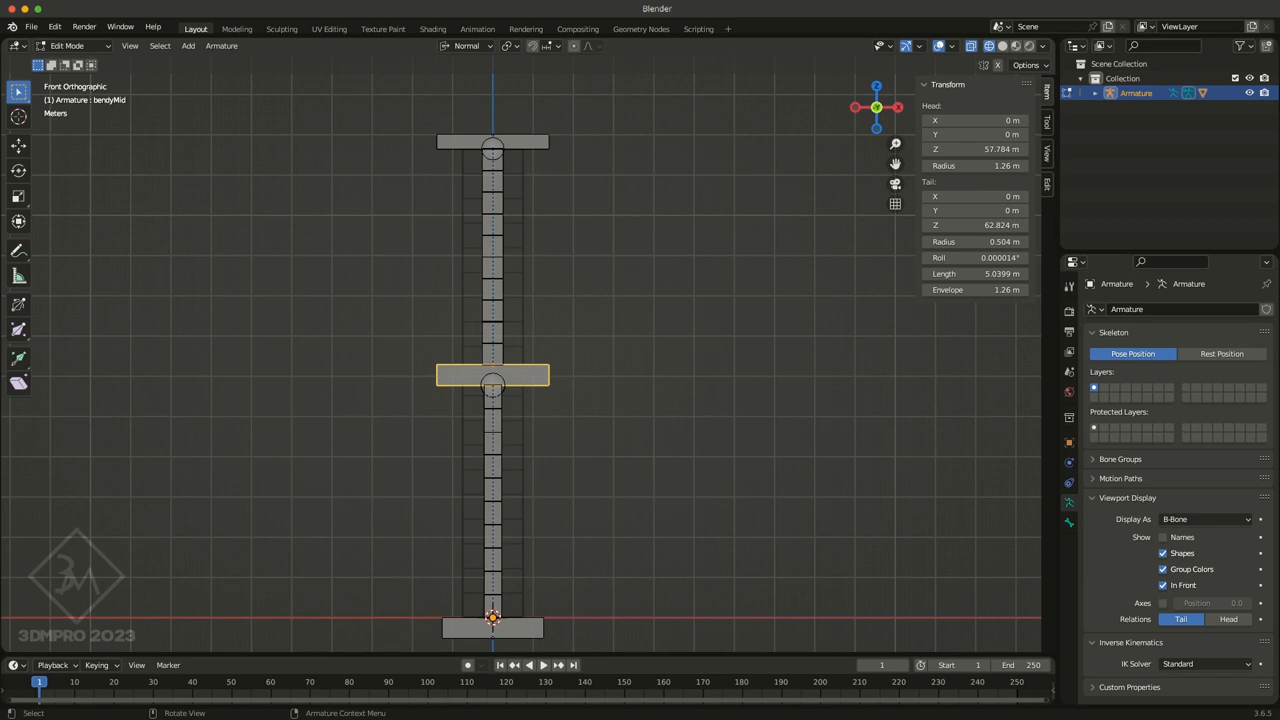 Blender
File Edit Render Window Help
Layout Modeling Sculpting UV Editing Texture Paint Shading Animation Rendering Compositing Geometry Nodes Scripting +
Scene
ViewLayer
Edit Mode View Select Add Armature
Normal
Options
X
Front Orthographic
(1) Armature : bendyMid
Meters
Z
X
Y
Transform
Head:
X 0 m
Y 0 m
Z 57.784 m
Radius 1.26 m
Tail:
X 0 m
Y 0 m
Z 62.824 m
Radius 0.504 m
Roll 0.000014°
Length 5.0399 m
Envelope 1.26 m
Item
Tool
View
Edit
Scene Collection
Collection
Armature
Armature
Armature
Armature
Armature
Pose Position Rest Position
Layers:
Protected Layers:
Bone Groups
Motion Paths
Viewport Display
Display As B-Bone
Show Names
Shapes
Group Colors
In Front
Axes Position 0.0
Relations Tail Head
Inverse Kinematics
IK Solver Standard
Custom Properties
3DMPRO 2023
Playback Keying View Marker
1 Start 1 End 250
1 10 20 30 40 50 60 70 80 90 100 110 120 130 140 150 160 170 180 190 200 210 220 230 240 250
Select Rotate View Armature Context Menu
3.6.5